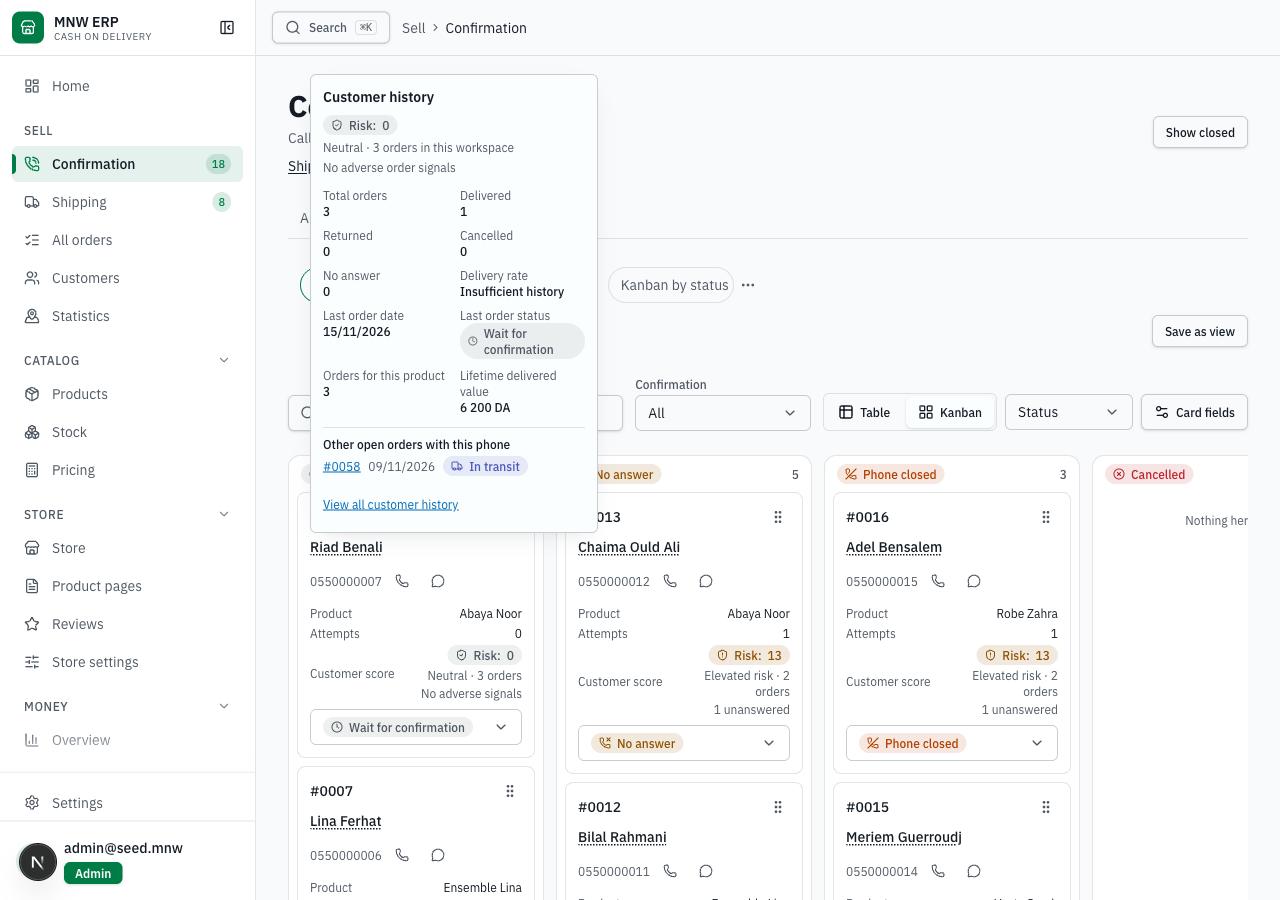 MNW ERP
CASH ON DELIVERY
Search ⌘K
Sell > Confirmation
Home
SELL
Confirmation 18
Shipping 8
All orders
Customers
Statistics
CATALOG
Products
Stock
Pricing
STORE
Store
Product pages
Reviews
Store settings
MONEY
Overview
Settings
N
admin@seed.mnw
Admin
Show closed
Customer history
Risk: 0
Neutral · 3 orders in this workspace
No adverse order signals
Total orders
3
Delivered
1
Returned
0
Cancelled
0
No answer
0
Delivery rate
Insufficient history
Last order date
15/11/2026
Last order status
Wait for
confirmation
Orders for this product
3
Lifetime delivered
value
6 200 DA
Other open orders with this phone
#0058 09/11/2026 In transit
View all customer history
Kanban by status
Save as view
Confirmation
All
Table
Kanban
Status
Card fields
Riad Benali
0550000007
Product Abaya Noor
Attempts 0
Customer score
Risk: 0
Neutral · 3 orders
No adverse signals
Wait for confirmation
#0007
Lina Ferhat
0550000006
Product Ensemble Lina
No answer 5
013
Chaima Ould Ali
0550000012
Product Abaya Noor
Attempts 1
Customer score
Risk: 13
Elevated risk · 2
orders
1 unanswered
No answer
#0012
Bilal Rahmani
0550000011
Phone closed 3
#0016
Adel Bensalem
0550000015
Product Robe Zahra
Attempts 1
Customer score
Risk: 13
Elevated risk · 2
orders
1 unanswered
Phone closed
#0015
Meriem Guerroudj
0550000014
Cancelled
Nothing her